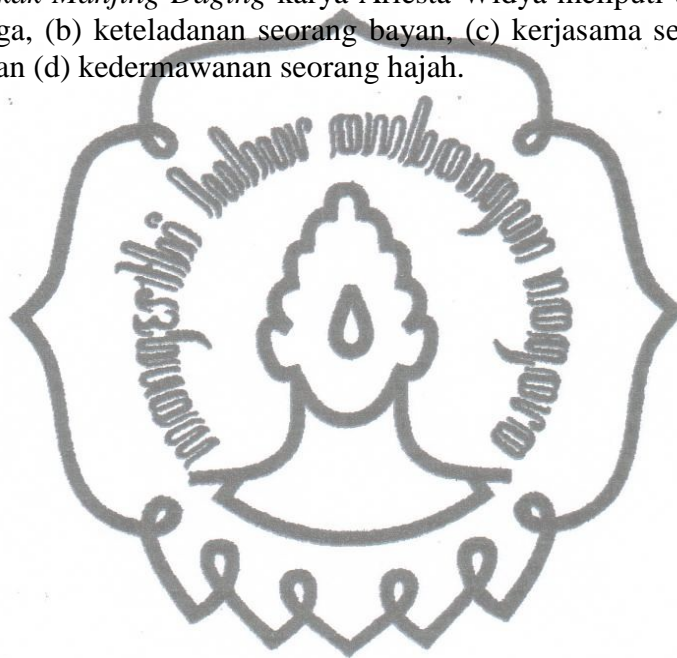 kak Manjing Daging karya Ariesta Widya meliputi
ga, (b) keteladanan seorang bayan, (c) kerjasama se
an (d) kedermawanan seorang hajah.
mangesthi luhur ambangun nagara